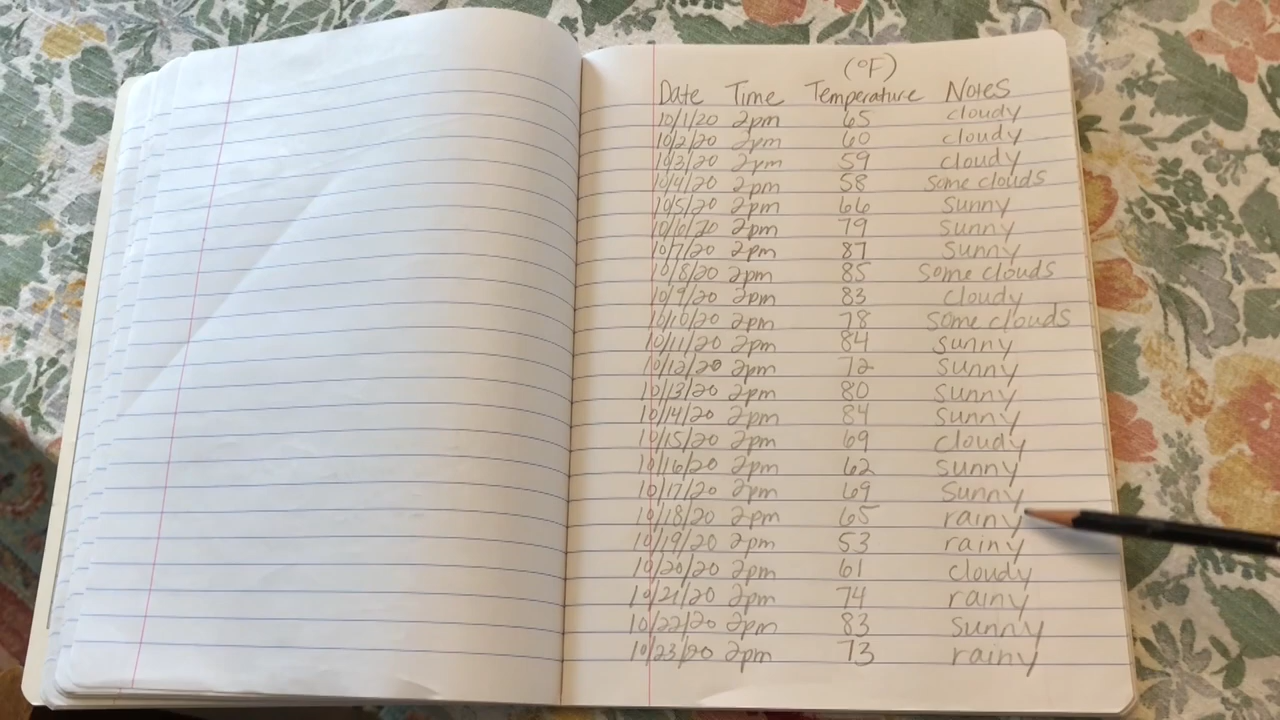 (°F)
Date Time Temperature Notes
10/1/20 2pm 65 cloudy
10/2/20 2pm 60 cloudy
10/3/20 2pm 59 cloudy
10/4/20 2pm 58 some clouds
10/5/20 2pm 66 sunny
10/6/20 2pm 79 sunny
10/7/20 2pm 87 sunny
10/8/20 2pm 85 some clouds
10/9/20 2pm 83 cloudy
10/10/20 2pm 78 some clouds
10/11/20 2pm 84 sunny
10/12/20 2pm 72 sunny
10/13/20 2pm 80 sunny
10/14/20 2pm 84 sunny
10/15/20 2pm 69 cloudy
10/16/20 2pm 62 sunny
10/17/20 2pm 69 sunny
10/18/20 2pm 65 rainy
10/19/20 2pm 53 rainy
10/20/20 2pm 61 cloudy
10/21/20 2pm 74 rainy
10/22/20 2pm 83 sunny
10/23/20 2pm 73 rainy